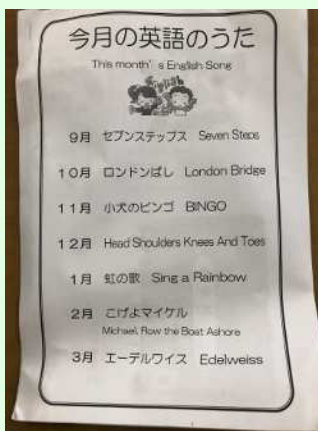 今月の英語のうた
This month's English Song
English
9月 セブンステップス Seven Steps
10月 ロンドンばし London Bridge
11月 小犬のビンゴ BINGO
12月 Head Shoulders Knees And Toes
1月 虹の歌 Sing a Rainbow
2月 こげよマイケル
Michael, Row the Boat Ashore
3月 エーデルワイス Edelweiss